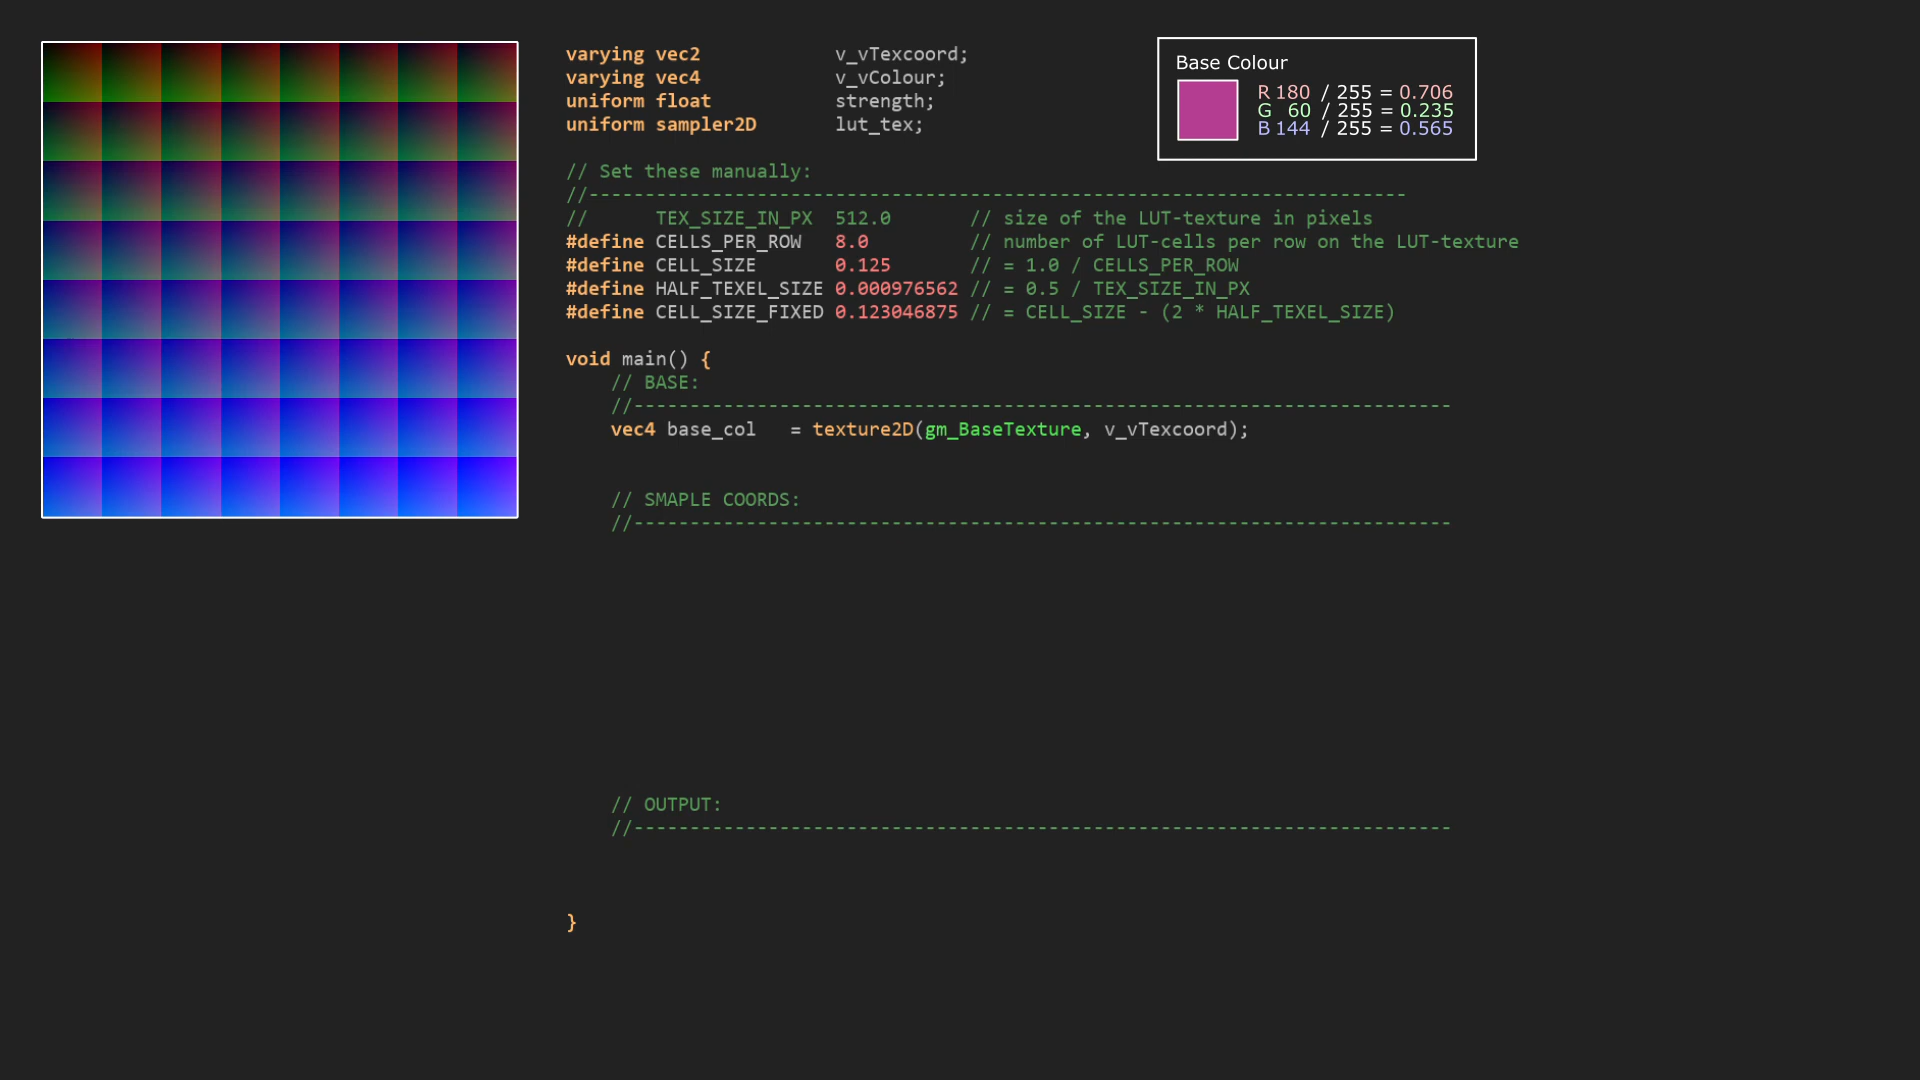 varying vec2 v_vTexcoord;
varying vec4 v_vColour;
uniform float strength;
uniform sampler2D lut_tex;
Base Colour
R 180 / 255 = 0.706
G 60 / 255 = 0.235
B 144 / 255 = 0.565
// Set these manually:
//-------------------------------------------------------------------------
// TEX_SIZE_IN_PX 512.0 // size of the LUT-texture in pixels
#define CELLS_PER_ROW 8.0 // number of LUT-cells per row on the LUT-texture
#define CELL_SIZE 0.125 // = 1.0 / CELLS_PER_ROW
#define HALF_TEXEL_SIZE 0.000976562 // = 0.5 / TEX_SIZE_IN_PX
#define CELL_SIZE_FIXED 0.123046875 // = CELL_SIZE - (2 * HALF_TEXEL_SIZE)
void main() {
// BASE:
//-------------------------------------------------------------------------
vec4 base_col = texture2D(gm_BaseTexture, v_vTexcoord);
// SMAPLE COORDS:
//-------------------------------------------------------------------------
// OUTPUT:
//-------------------------------------------------------------------------
}